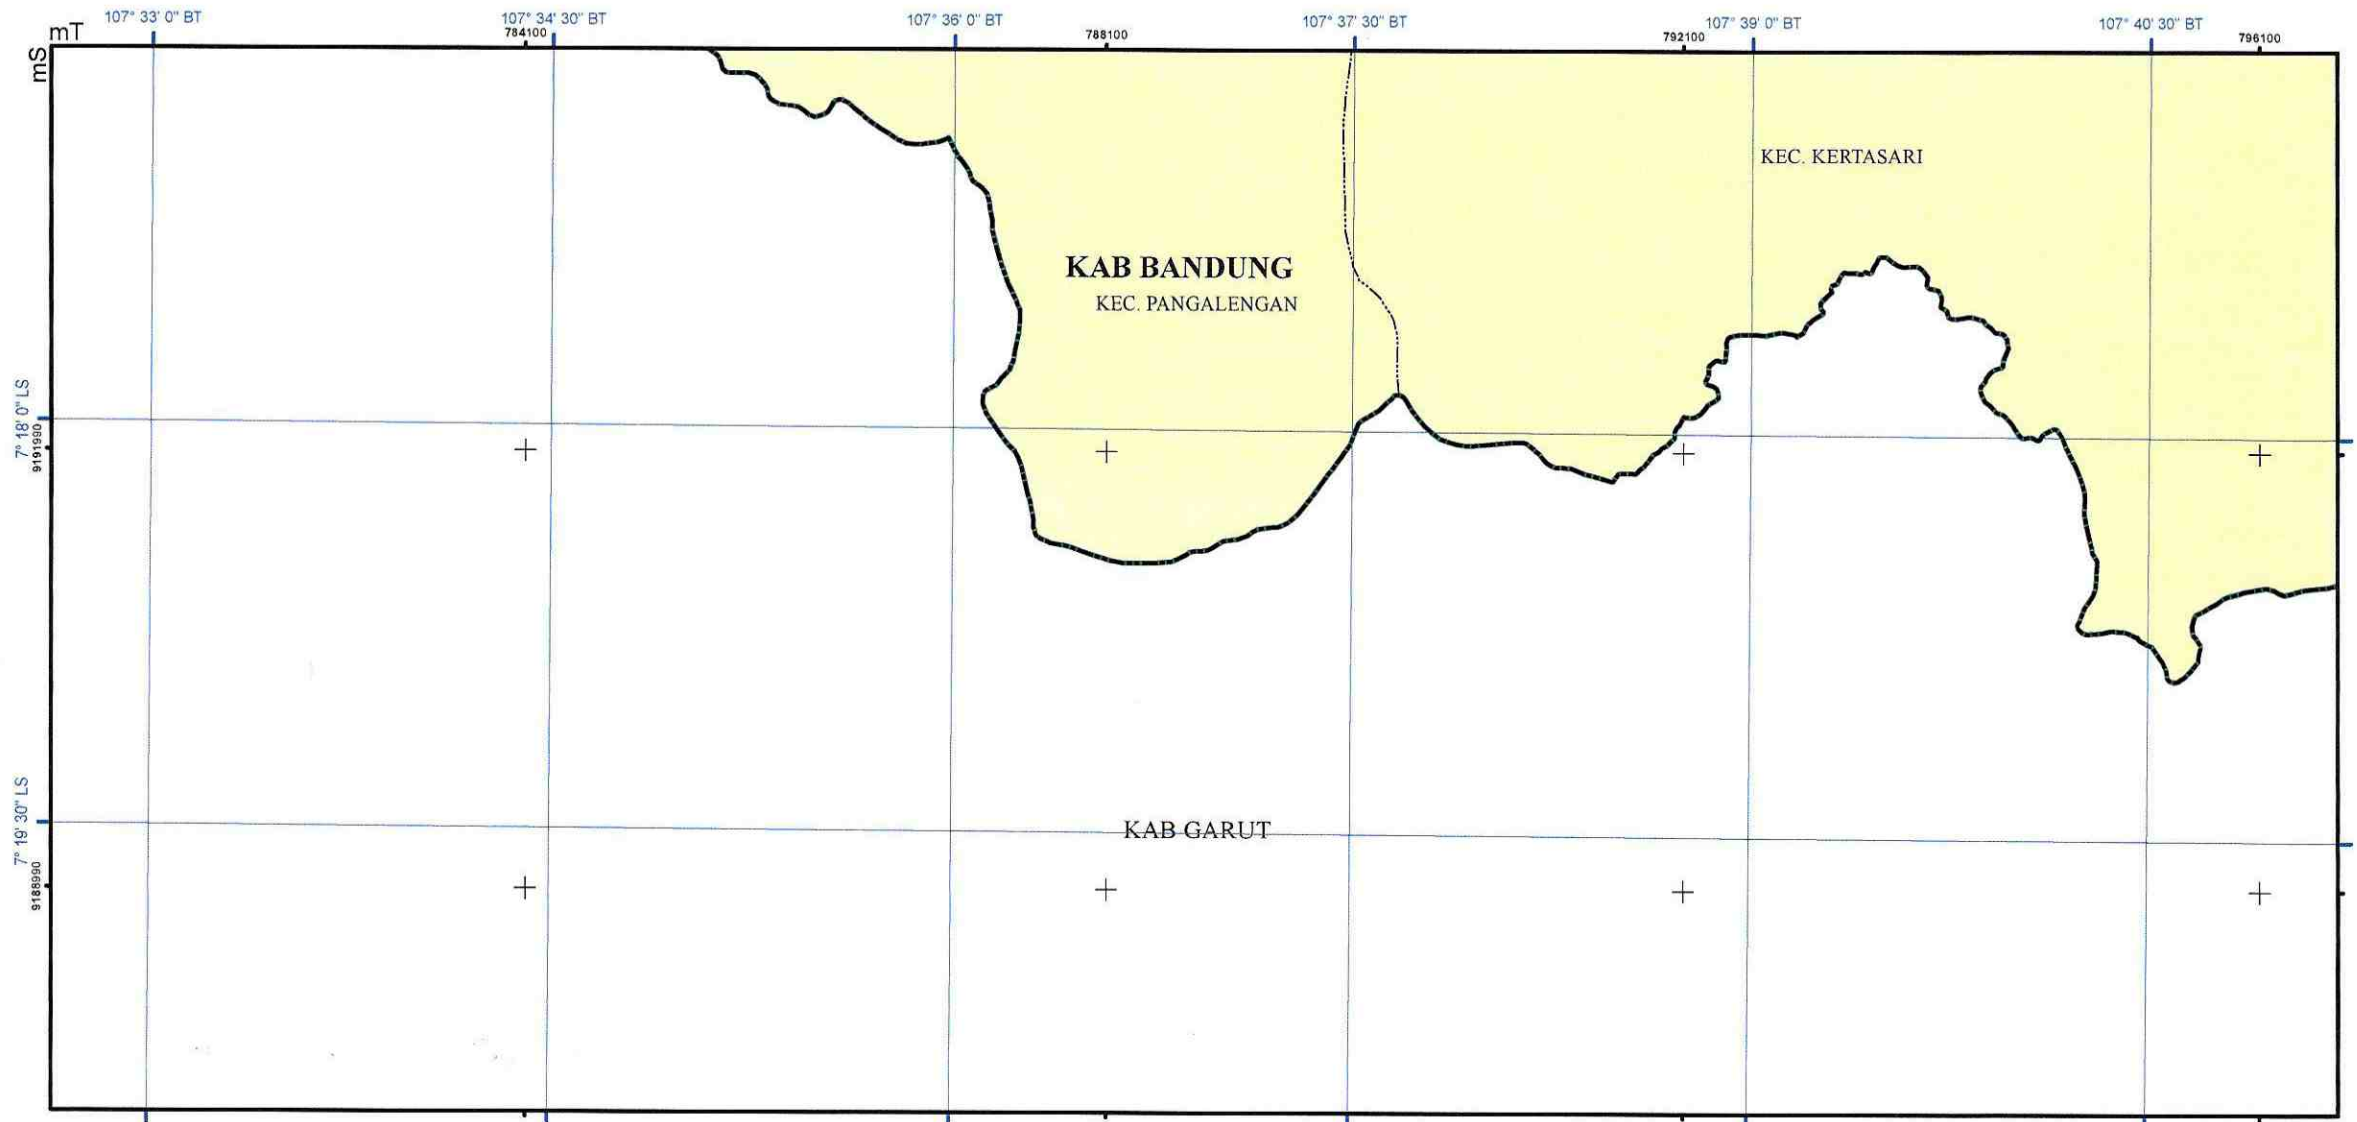 107° 33' 0" BT
107° 34' 30" BT
107° 36' 0" BT
107° 37' 30" BT
107° 39' 0" BT
107° 40' 30" BT
mT
784100
788100
792100
796100
mS
KEC. KERTASARI
KAB BANDUNG
KEC. PANGALENGAN
7° 18' 0" LS
9191990
7° 19' 30" LS
KAB GARUT
9188990